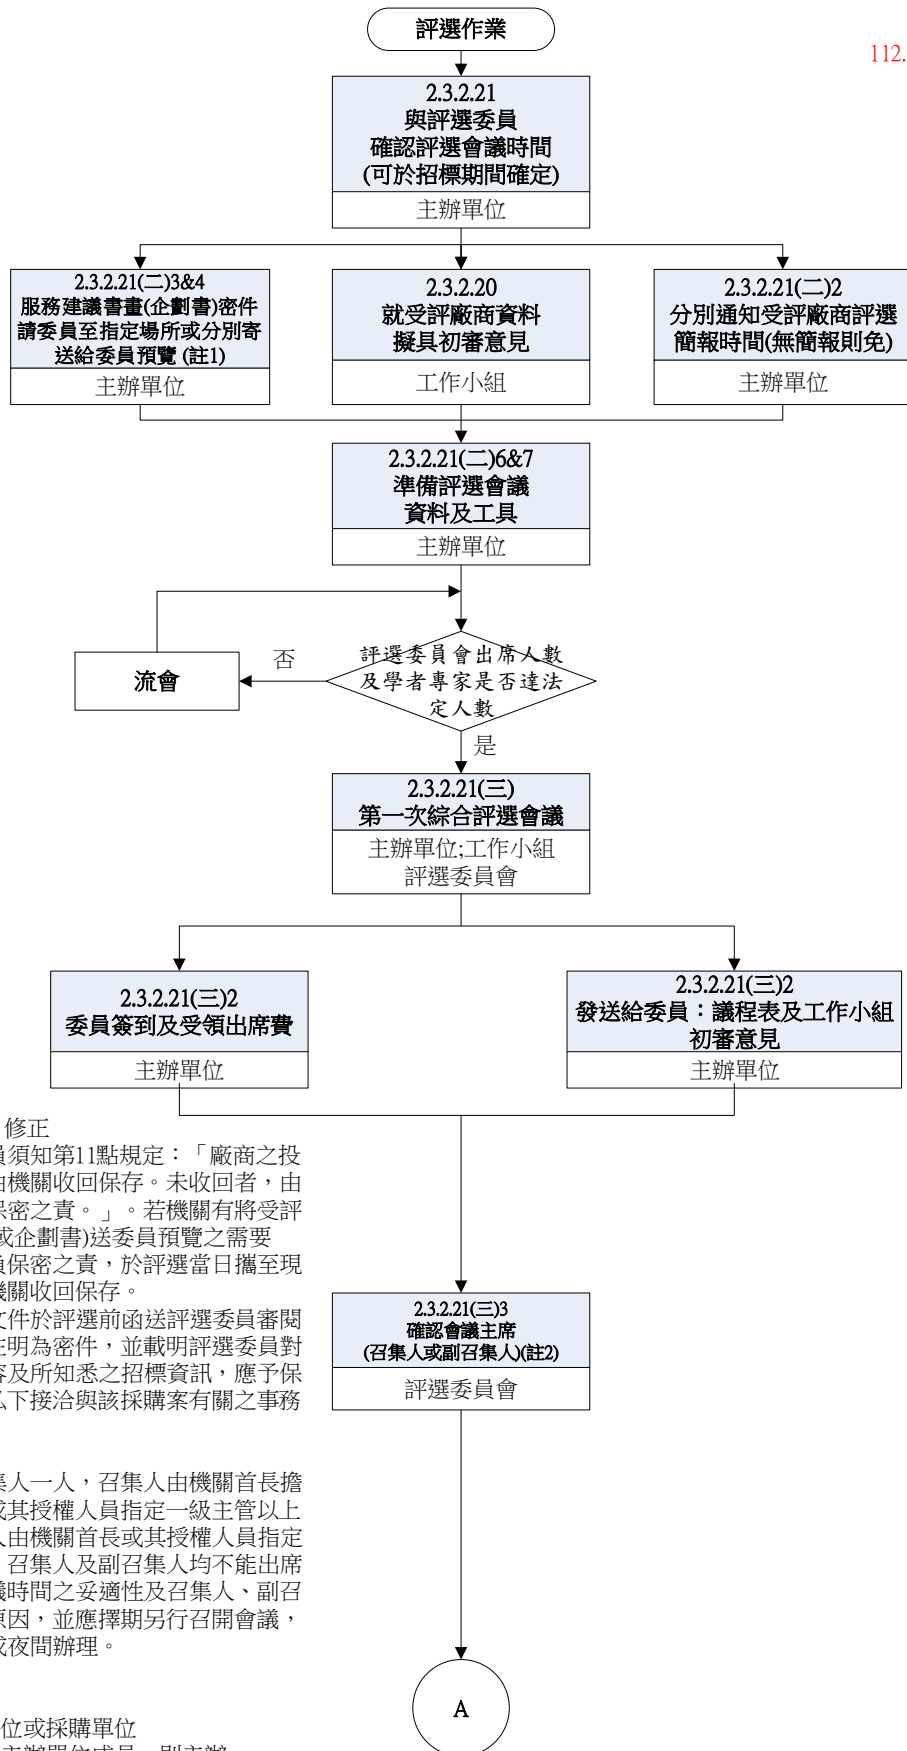 評選作業
112.
2.3.2.21
與評選委員
確認評選會議時間
(可於招標期間確定)
主辦單位
2.3.2.21(二)3&4
服務建議書畫(企劃書)密件
請委員至指定場所或分別寄
送給委員預覽 (註1)
主辦單位
2.3.2.20
就受評廠商資料
擬具初審意見
工作小組
2.3.2.21(二)2
分別通知受評廠商評選
簡報時間(無簡報則免)
主辦單位
2.3.2.21(二)6&7
準備評選會議
資料及工具
主辦單位
評選委員會出席人數
及學者專家是否達法
定人數
否
流會
是
2.3.2.21(三)
第一次綜合評選會議
主辦單位;工作小組
評選委員會
2.3.2.21(三)2
委員簽到及受領出席費
主辦單位
2.3.2.21(三)2
發送給委員：議程表及工作小組
初審意見
主辦單位
修正
員須知第11點規定：「廠商之投
由機關收回保存。未收回者，由
保密之責。」。若機關有將受評
或企劃書)送委員預覽之需要
負保密之責，於評選當日攜至現
機關收回保存。
文件於評選前函送評選委員審閱
註明為密件，並載明評選委員對
容及所知悉之招標資訊，應予保
私下接洽與該採購案有關之事務
2.3.2.21(三)3
確認會議主席
(召集人或副召集人)(註2)
評選委員會
集人一人，召集人由機關首長擔
或其授權人員指定一級主管以上
人由機關首長或其授權人員指定
召集人及副召集人均不能出席
議時間之妥適性及召集人、副召
原因，並應擇期另行召開會議，
或夜間辦理。
A
位或採購單位
主辦單位成員，則主辦